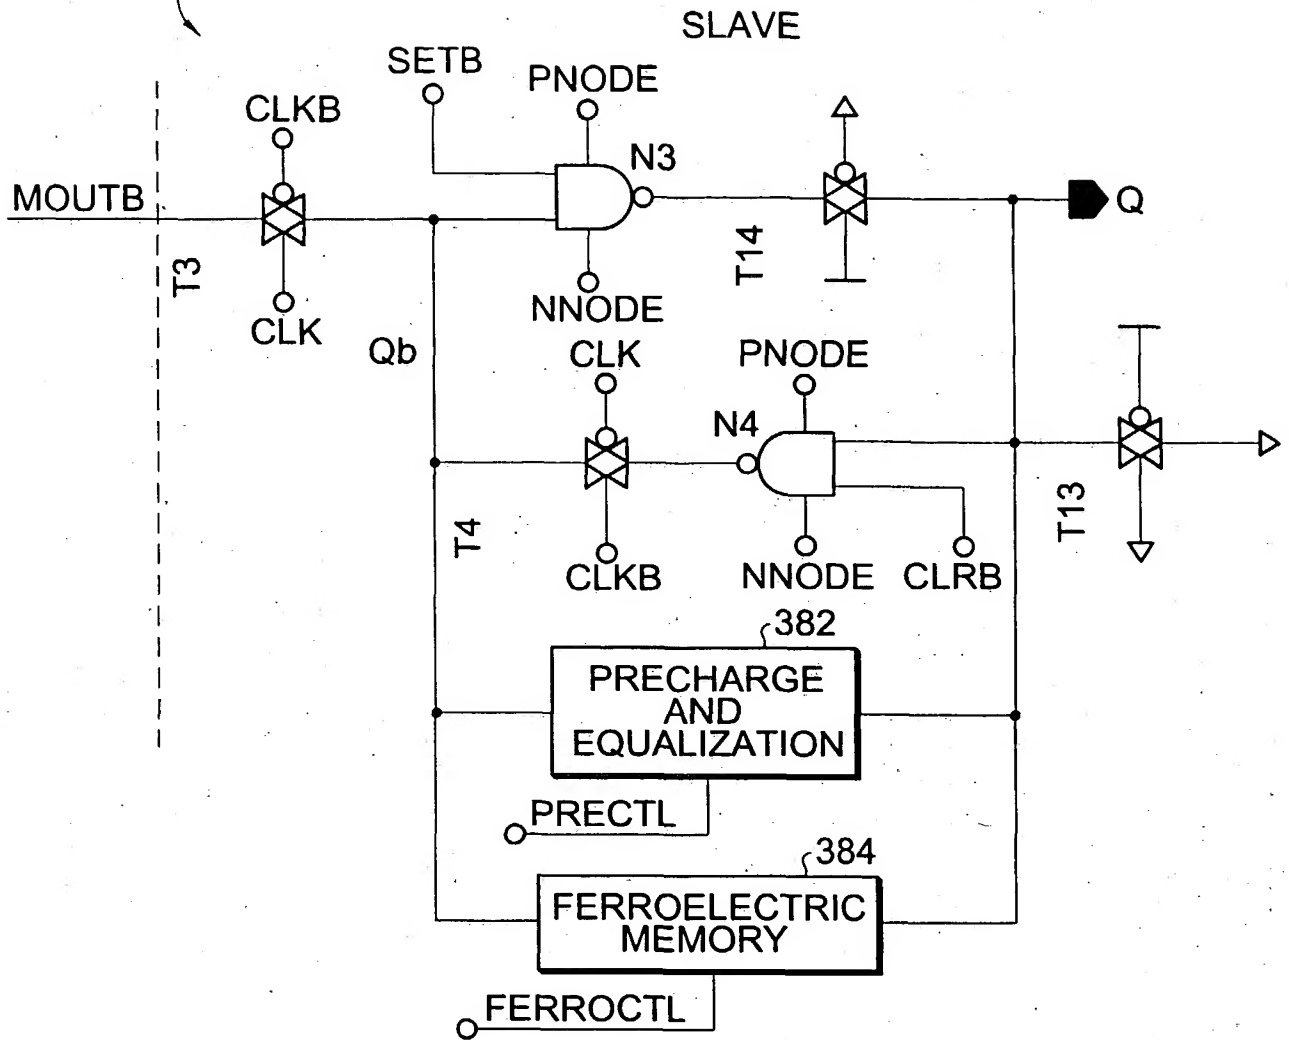 SLAVE
SETB
PNODE
CLKB
N3
MOUTB
Q
T3
T14
CLK
NNODE
Qb
CLK
PNODE
N4
T4
T13
CLKB
NNODE
CLRB
382
PRECHARGE
AND
EQUALIZATION
PRECTL
384
FERROELECTRIC
MEMORY
FERROCTL